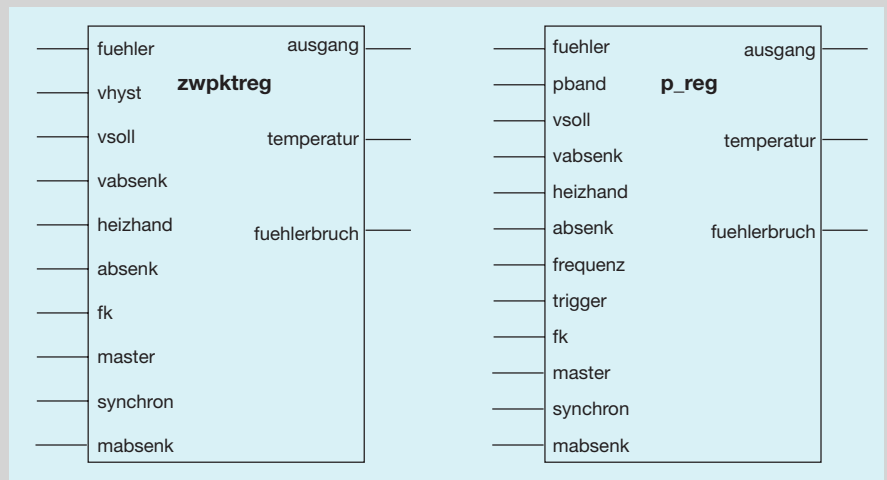 zwpktreg
fuehler
vhyst
vsoll
vabsenk
heizhand
absenk
fk
master
synchron
mabsenk
ausgang
temperatur
fuehlerbruch
p_reg
fuehler
pband
vsoll
vabsenk
heizhand
absenk
frequenz
trigger
fk
master
synchron
mabsenk
ausgang
temperatur
fuehlerbruch